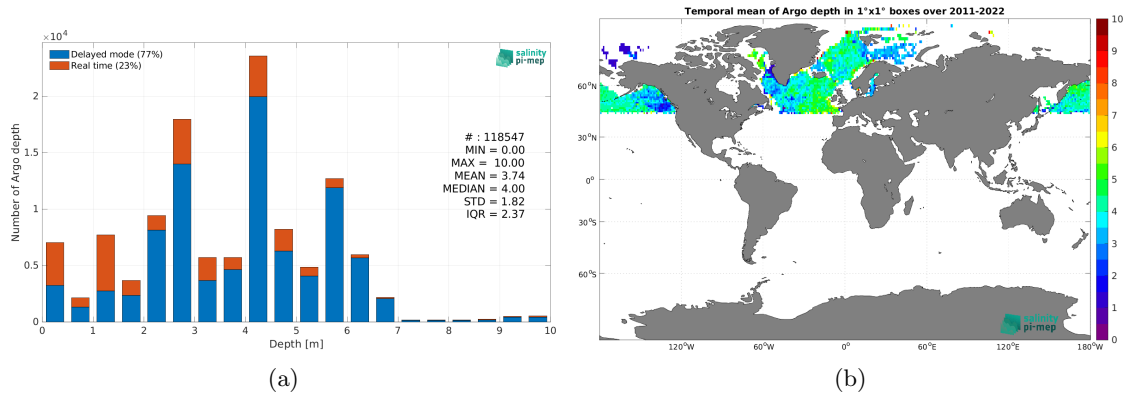 ×10⁴
Delayed mode (77%)
Real time (23%)
salinity
pi-mep
Number of Argo depth
2
1.5
1
0.5
0
# : 118547
MIN = 0.00
MAX = 10.00
MEAN = 3.74
MEDIAN = 4.00
STD = 1.82
IQR = 2.37
0 1 2 3 4 5 6 7 8 9 10
Depth [m]
(a)
Temporal mean of Argo depth in 1°x1° boxes over 2011-2022
60°N
30°N
0°
30°S
60°S
120°W 60°W 0° 60°E 120°E 180°W
salinity
pi-mep
10
9
8
7
6
5
4
3
2
1
0
(b)